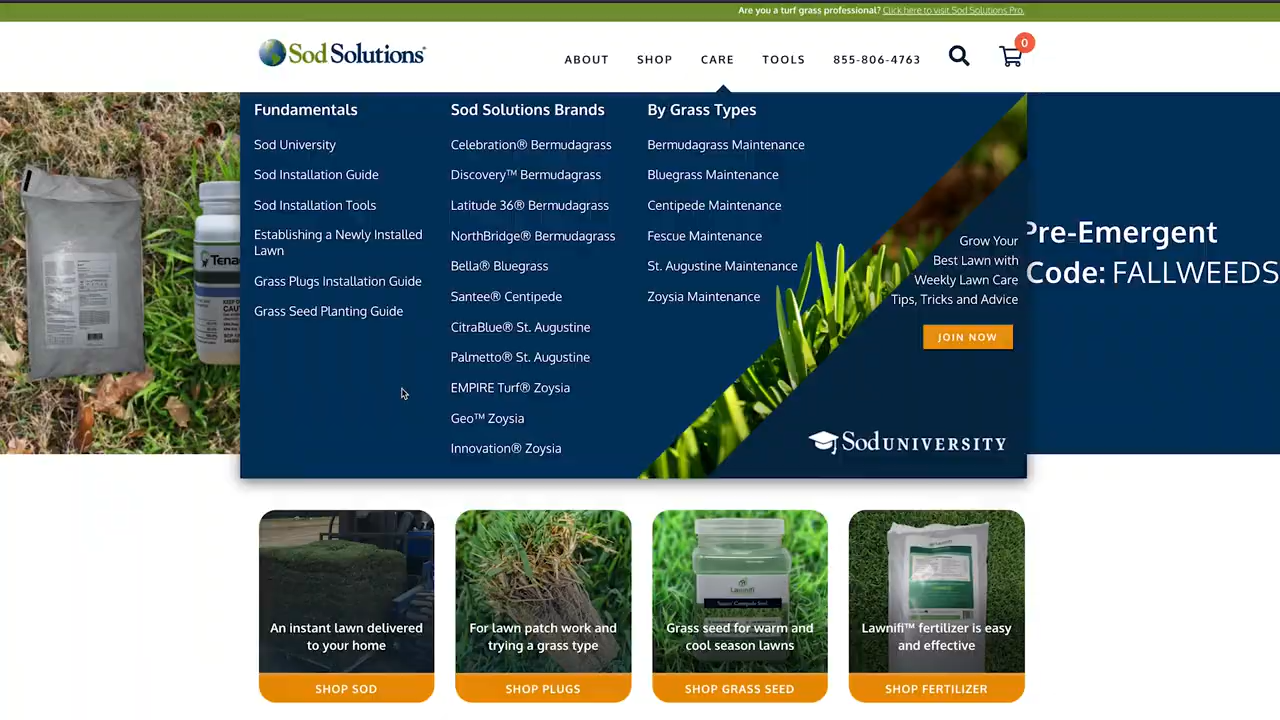 Are you a turf grass professional? Click here to visit Sod Solutions Pro.
Sod Solutions®
ABOUT SHOP CARE TOOLS 855-806-4763
0
Fundamentals
Sod University
Sod Installation Guide
Sod Installation Tools
Establishing a Newly Installed
Lawn
Grass Plugs Installation Guide
Grass Seed Planting Guide
Sod Solutions Brands
Celebration® Bermudagrass
Discovery™ Bermudagrass
Latitude 36® Bermudagrass
NorthBridge® Bermudagrass
Bella® Bluegrass
Santee® Centipede
CitraBlue® St. Augustine
Palmetto® St. Augustine
EMPIRE Turf® Zoysia
Geo™ Zoysia
Innovation® Zoysia
By Grass Types
Bermudagrass Maintenance
Bluegrass Maintenance
Centipede Maintenance
Fescue Maintenance
St. Augustine Maintenance
Zoysia Maintenance
Grow Your
Best Lawn with
Weekly Lawn Care
Tips, Tricks and Advice
JOIN NOW
Sod UNIVERSITY
Pre-Emergent
Code: FALLWEEDS
Tena
An instant lawn delivered
to your home
SHOP SOD
For lawn patch work and
trying a grass type
SHOP PLUGS
Lawnifi
Grass seed for warm and
cool season lawns
SHOP GRASS SEED
Lawnifi™ fertilizer is easy
and effective
SHOP FERTILIZER